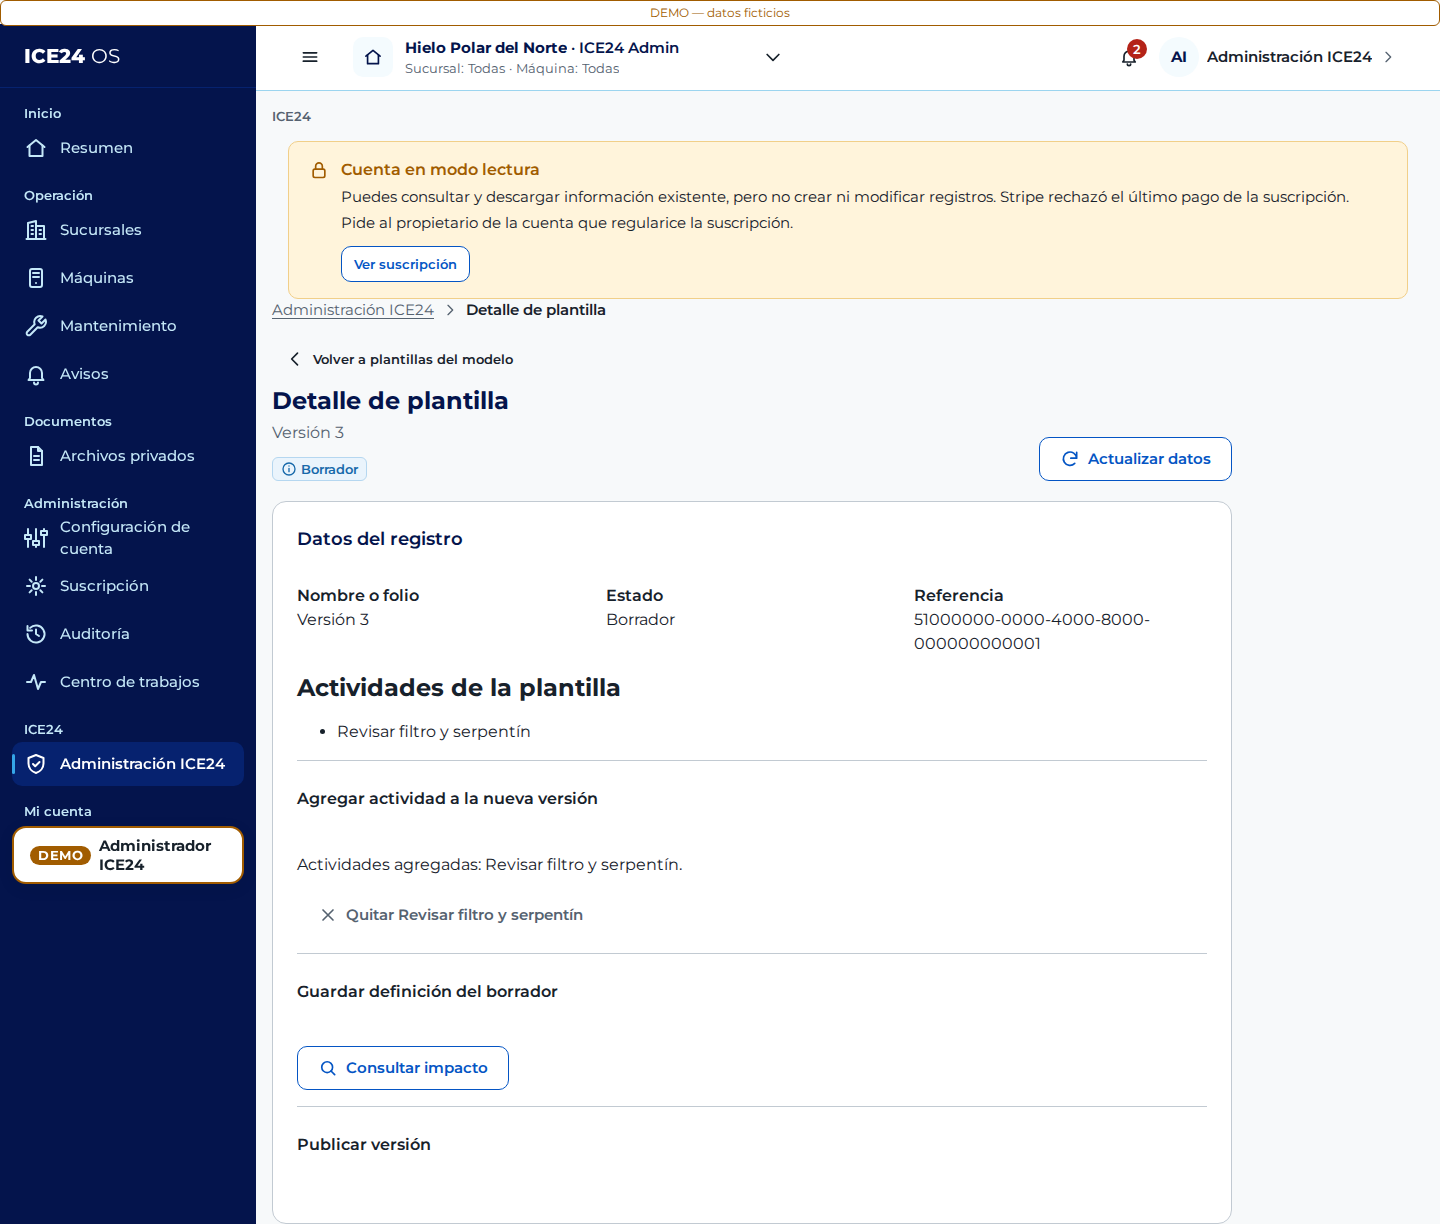 DEMO — datos ficticios
ICE24 OS
Inicio
Resumen
Operación
Sucursales
Máquinas
Mantenimiento
Avisos
Documentos
Archivos privados
Administración
Configuración de
cuenta
Suscripción
Auditoría
Centro de trabajos
ICE24
Administración ICE24
Mi cuenta
DEMO
Administrador
ICE24
Hielo Polar del Norte · ICE24 Admin
Sucursal: Todas · Máquina: Todas
2
AI
Administración ICE24
ICE24
Cuenta en modo lectura
Puedes consultar y descargar información existente, pero no crear ni modificar registros. Stripe rechazó el último pago de la suscripción.
Pide al propietario de la cuenta que regularice la suscripción.
Ver suscripción
Administración ICE24 > Detalle de plantilla
Volver a plantillas del modelo
Detalle de plantilla
Versión 3
Borrador
Actualizar datos
Datos del registro
Nombre o folio
Versión 3
Estado
Borrador
Referencia
51000000-0000-4000-8000-
000000000001
Actividades de la plantilla
• Revisar filtro y serpentín
Agregar actividad a la nueva versión
Actividades agregadas: Revisar filtro y serpentín.
Quitar Revisar filtro y serpentín
Guardar definición del borrador
Consultar impacto
Publicar versión